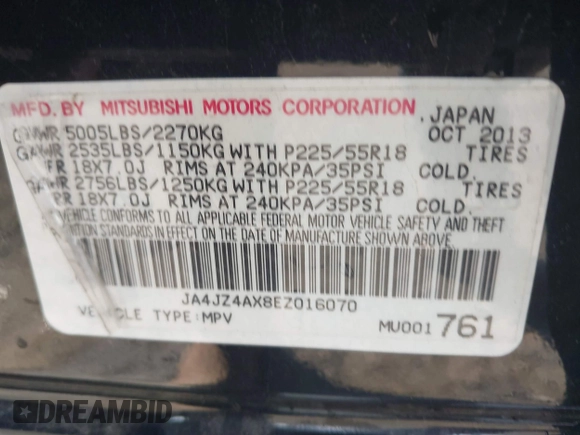 MFD. BY MITSUBISHI MOTORS CORPORATION, JAPAN
GVWR 5005LBS/2270KG OCT 2013
GAWR 2535LBS/1150KG WITH P225/55R18 TIRES
FR 18X7.0J RIMS AT 240KPA/35PSI COLD.
GAWR 2756LBS/1250KG WITH P225/55R18 TIRES
RR 18X7.0J RIMS AT 240KPA/35PSI COLD.
VEHICLE CONFORMS TO ALL APPLICABLE FEDERAL MOTOR VEHICLE SAFETY AND THEFT
STANDARDS IN EFFECT ON THE DATE OF MANUFACTURE SHOWN ABOVE.
JA4JZ4AX8EZ016070
VEHICLE TYPE:MPV
MU001 761
DREAMBID